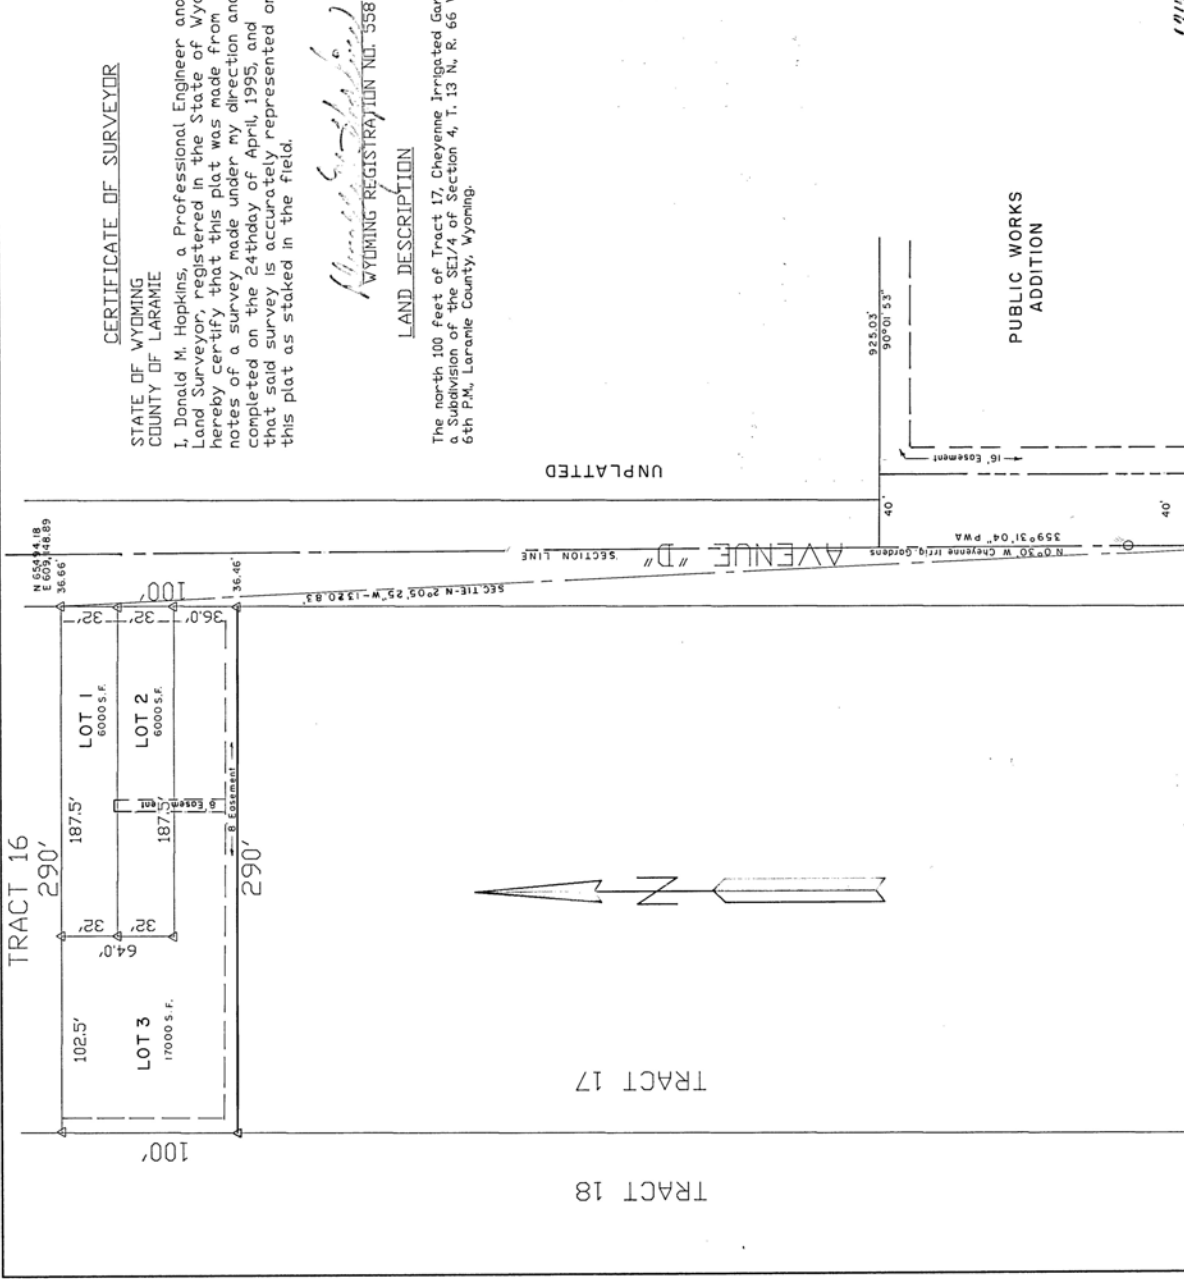 CERTIFICATE OF SURVEYOR
STATE OF WYOMING
COUNTY OF LARAMIE
I, Donald M. Hopkins, a Professional Engineer and
Land Surveyor, registered in the State of Wyo
hereby certify that this plat was made from
notes of a survey made under my direction and
completed on the 24thday of April, 1995, and
that said survey is accurately represented on
this plat as staked in the field.
WYOMING REGISTRATION NO. 558
LAND DESCRIPTION
The north 100 feet of Tract 17, Cheyenne Irrigated Gar
a Subdivision of the SE1/4 of Section 4, T. 13 N., R. 66
6th P.M., Laramie County, Wyoming.
TRACT 16
290'
N 65494.18
E 609,148.89
36.66'
100'
32'
32'
36.0'
36.46'
LOT 1
6000 S.F.
LOT 2
6000 S.F.
187.5'
187.5'
8' Easement
8' Easement
290'
32'
32'
64.0'
102.5'
LOT 3
17000 S.F.
100'
N
TRACT 17
TRACT 18
UNPLATTED
SECTION LINE
AVENUE "D"
SEC TIE-N 2°05'25"W-1320.83'
N 0°30' W Cheyenne Irrig. Gardens
359°31'04" PWA
925.03'
90°01'53"
16' Easement
40'
40'
PUBLIC WORKS
ADDITION